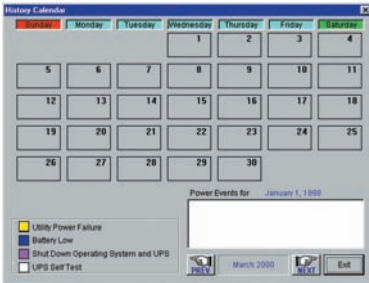 History Calendar
Sunday Monday Tuesday Wednesday Thursday Friday Saturday
1 2 3 4
5 6 7 8 9 10 11
12 13 14 15 16 17 18
19 20 21 22 23 24 25
26 27 28 29 30
Power Events for January 1, 1998
Utility Power Failure
Battery Low
Shut Down Operating System and UPS
UPS Self Test
PREV March 2000 NEXT Exit